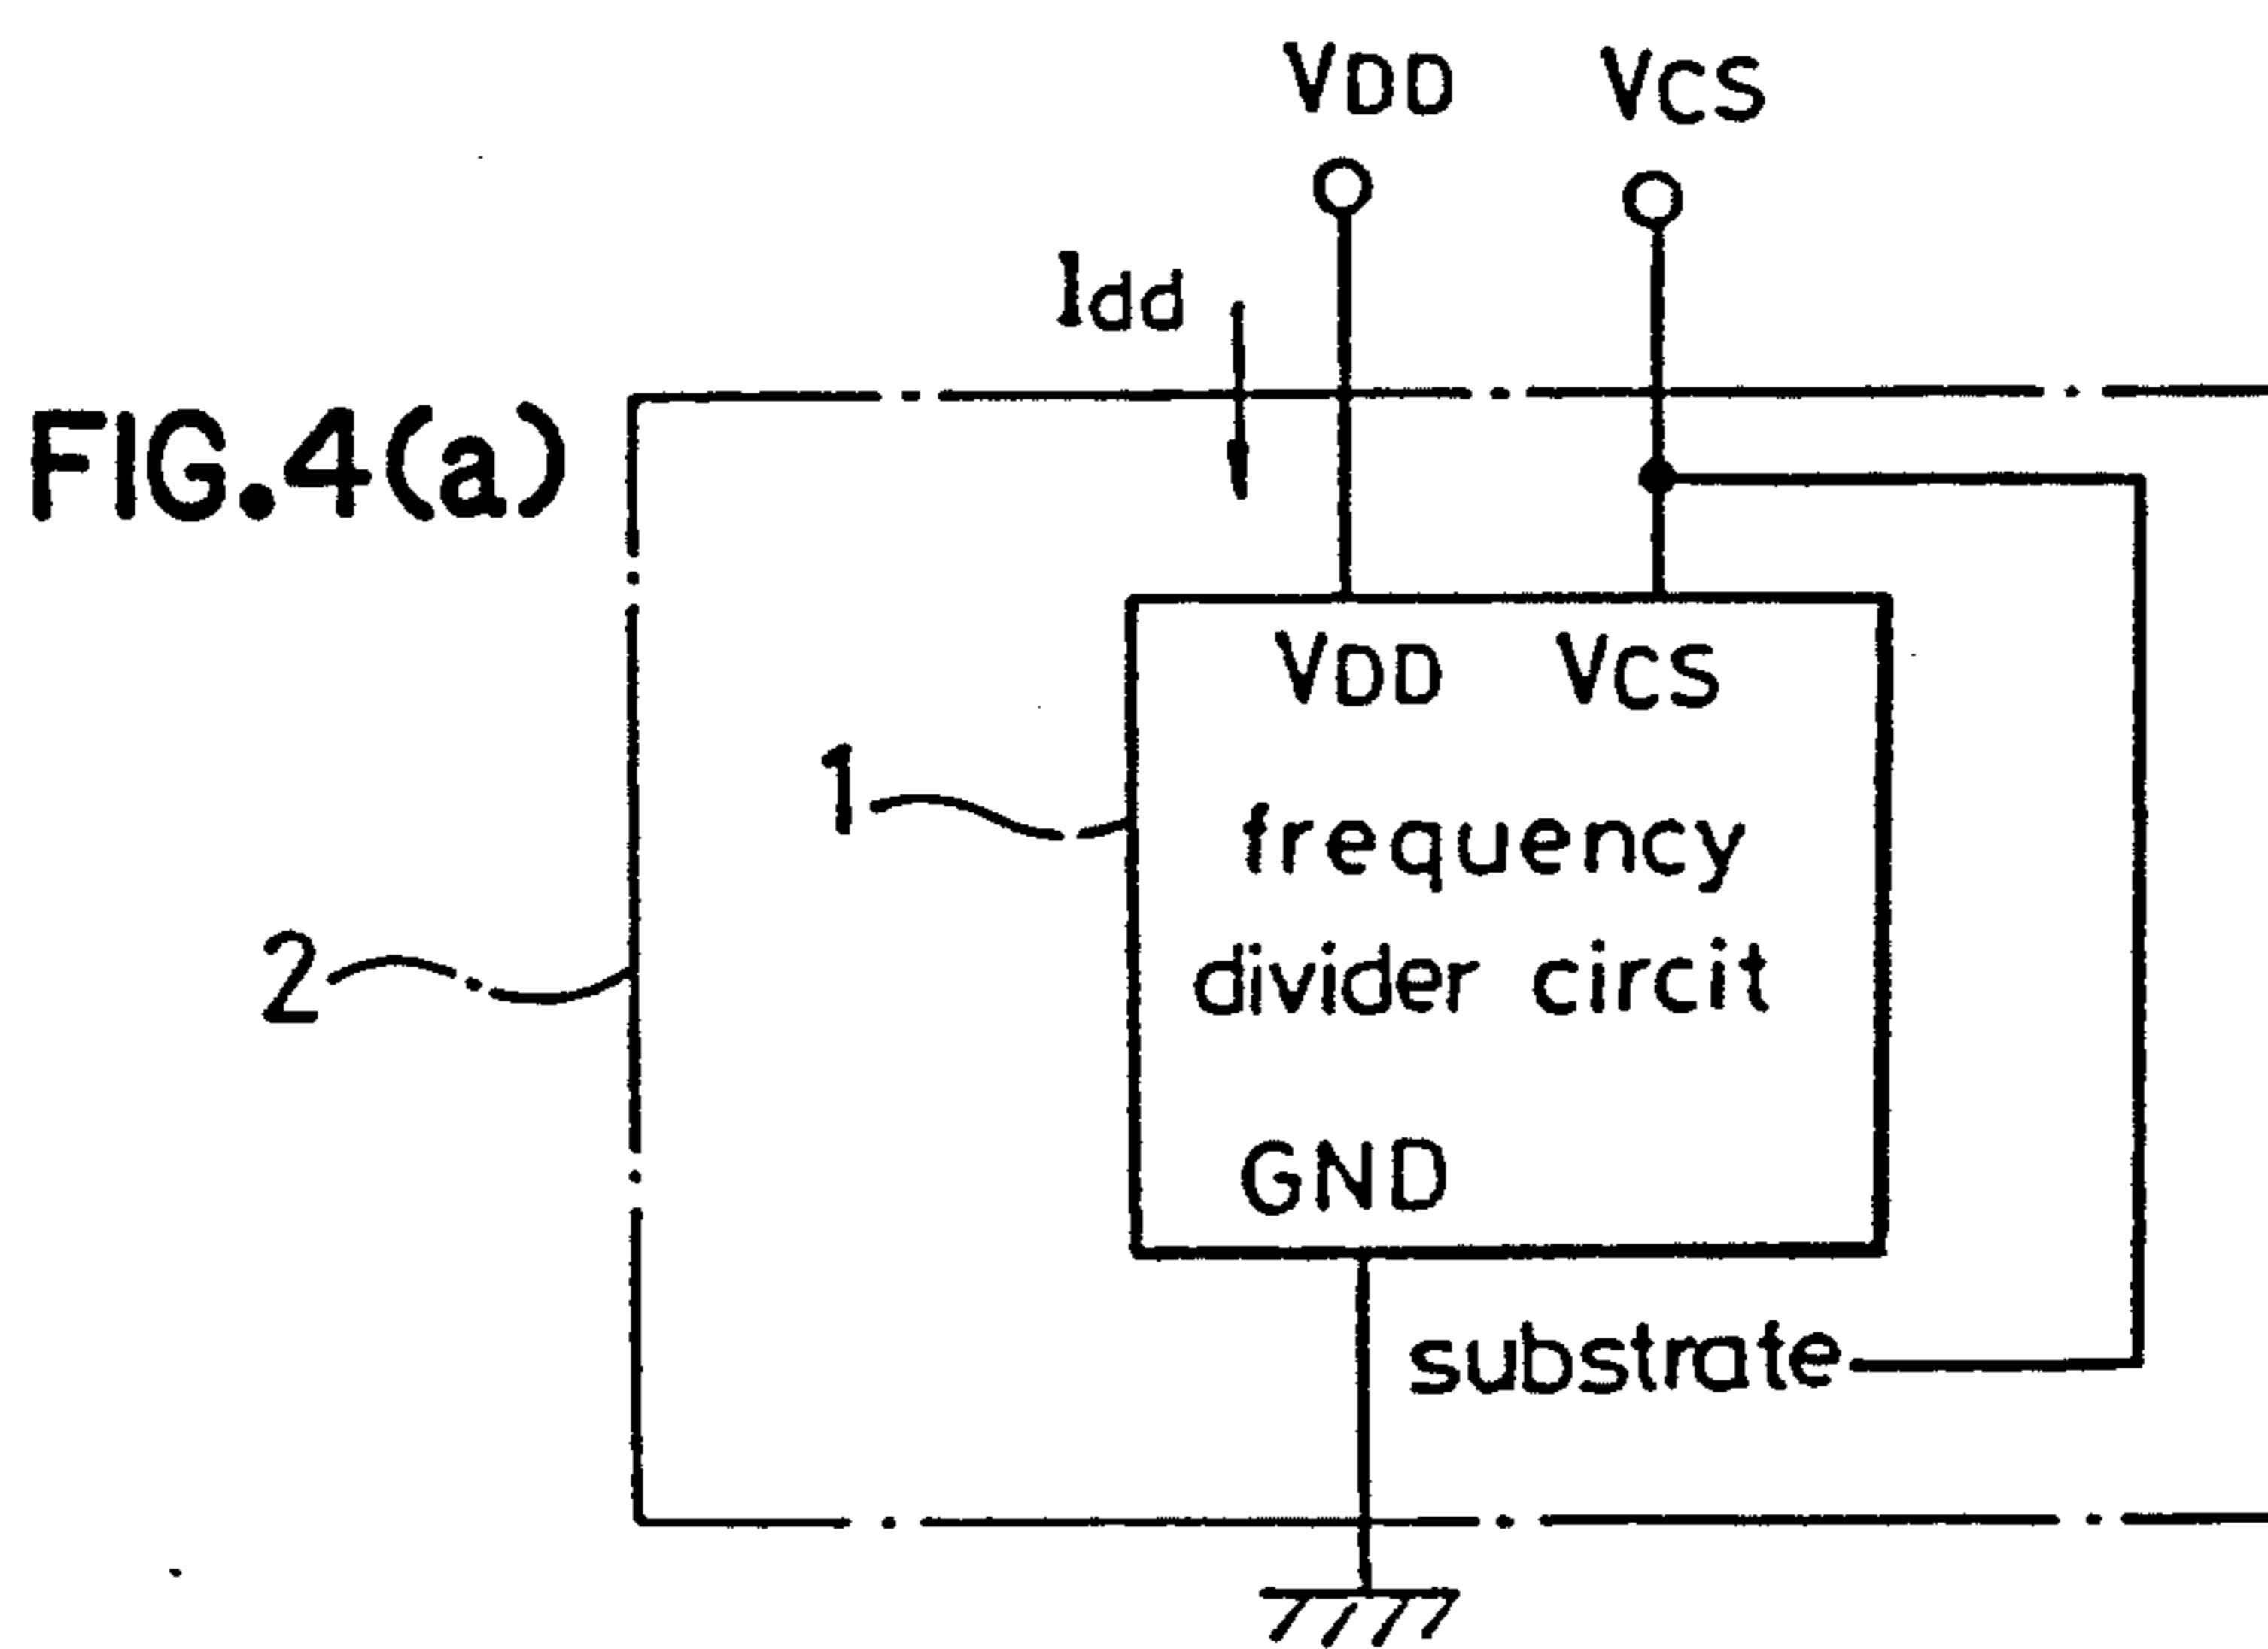 VDD VCS
Idd
FIG.4(a)
VDD VCS
1
frequency
2
divider circit
GND
substrate